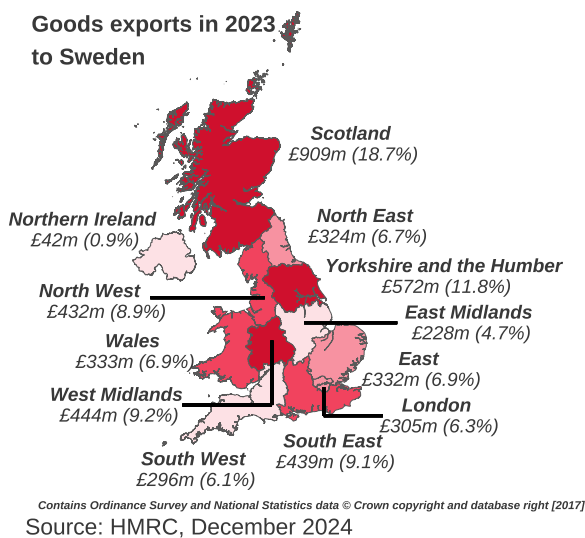 Goods exports in 2023
to Sweden
Scotland
£909m (18.7%)
Northern Ireland
£42m (0.9%)
North East
£324m (6.7%)
Yorkshire and the Humber
£572m (11.8%)
North West
£432m (8.9%)
East Midlands
£228m (4.7%)
Wales
£333m (6.9%)
East
£332m (6.9%)
West Midlands
£444m (9.2%)
London
£305m (6.3%)
South East
£439m (9.1%)
South West
£296m (6.1%)
Contains Ordinance Survey and National Statistics data © Crown copyright and database right [2017]
Source: HMRC, December 2024